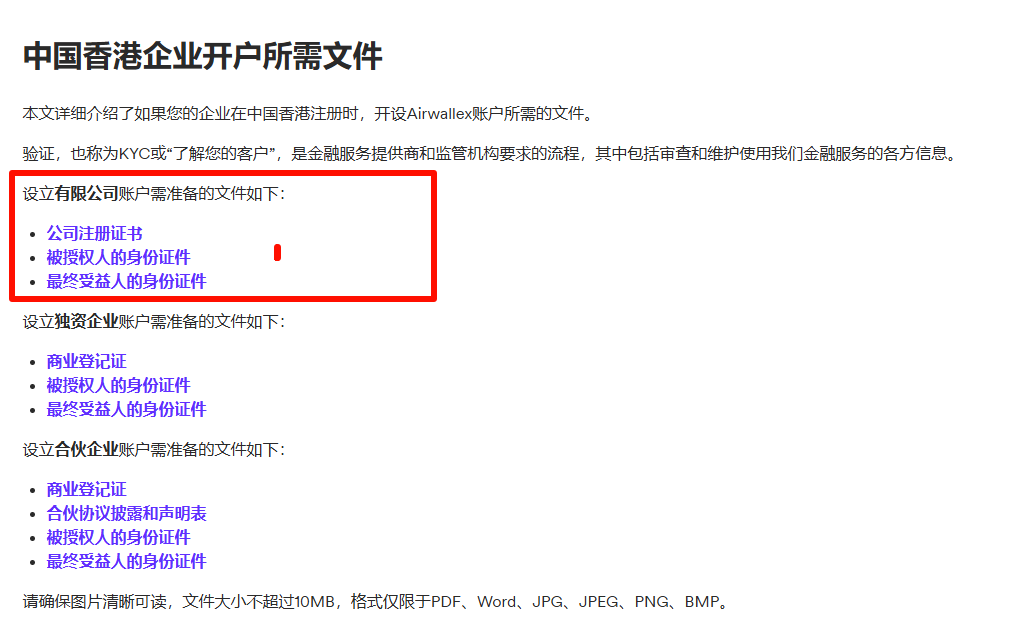 中国香港企业开户所需文件
本文详细介绍了如果您的企业在中国香港注册时，开设Airwallex账户所需的文件。
验证，也称为KYC或“了解您的客户”，是金融服务提供商和监管机构要求的流程，其中包括审查和维护使用我们金融服务的各方信息。
设立有限公司账户需准备的文件如下：
• 公司注册证书
• 被授权人的身份证件
• 最终受益人的身份证件
设立独资企业账户需准备的文件如下：
• 商业登记证
• 被授权人的身份证件
• 最终受益人的身份证件
设立合伙企业账户需准备的文件如下：
• 商业登记证
• 合伙协议披露和声明表
• 被授权人的身份证件
• 最终受益人的身份证件
请确保图片清晰可读，文件大小不超过10MB，格式仅限于PDF、Word、JPG、JPEG、PNG、BMP。